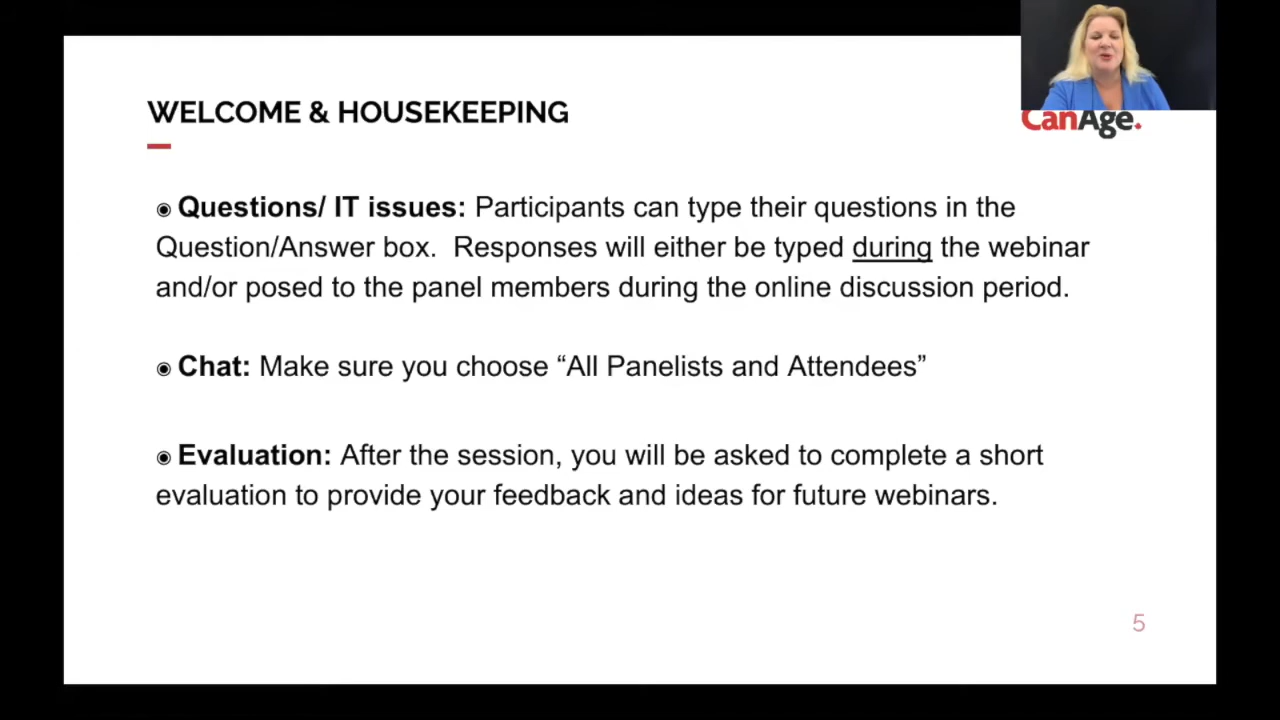 WELCOME & HOUSEKEEPING
CanAge.
◉ Questions/ IT issues: Participants can type their questions in the
Question/Answer box.  Responses will either be typed during the webinar
and/or posed to the panel members during the online discussion period.
◉ Chat: Make sure you choose “All Panelists and Attendees”
◉ Evaluation: After the session, you will be asked to complete a short
evaluation to provide your feedback and ideas for future webinars.
5